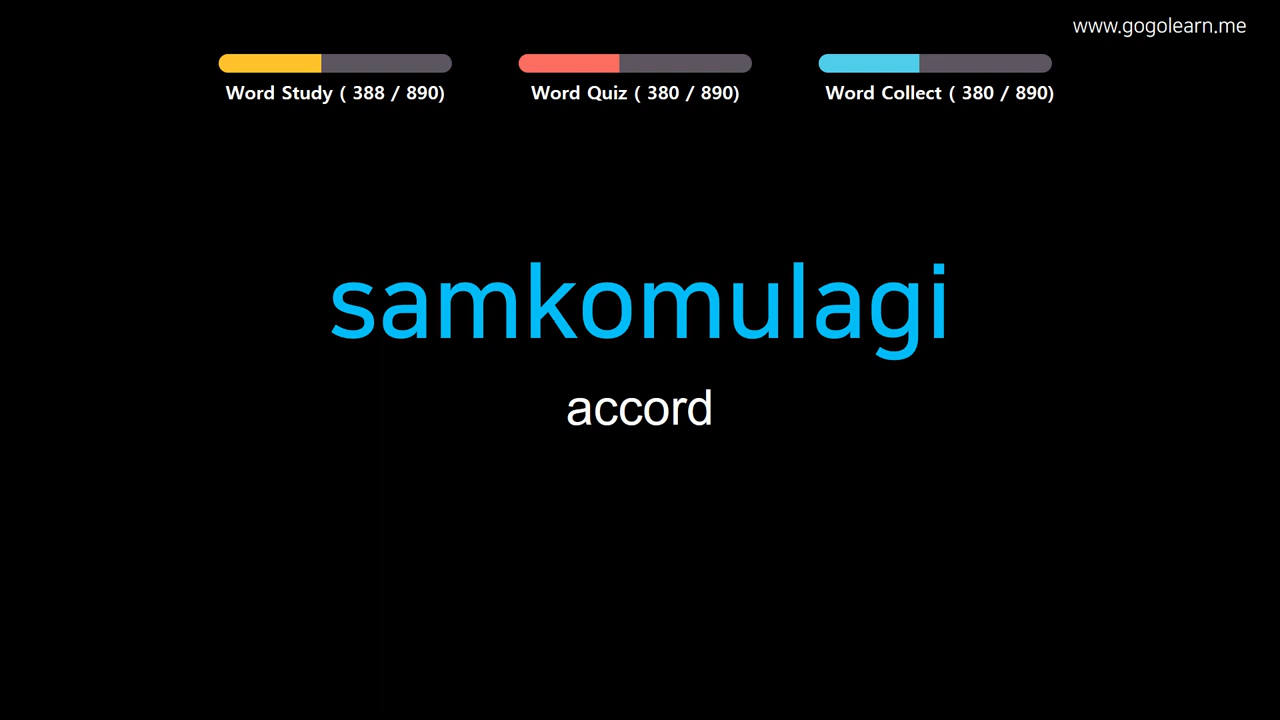 www.gogolearn.me
Word Study ( 388 / 890)
Word Quiz ( 380 / 890)
Word Collect ( 380 / 890)
samkomulagi
accord